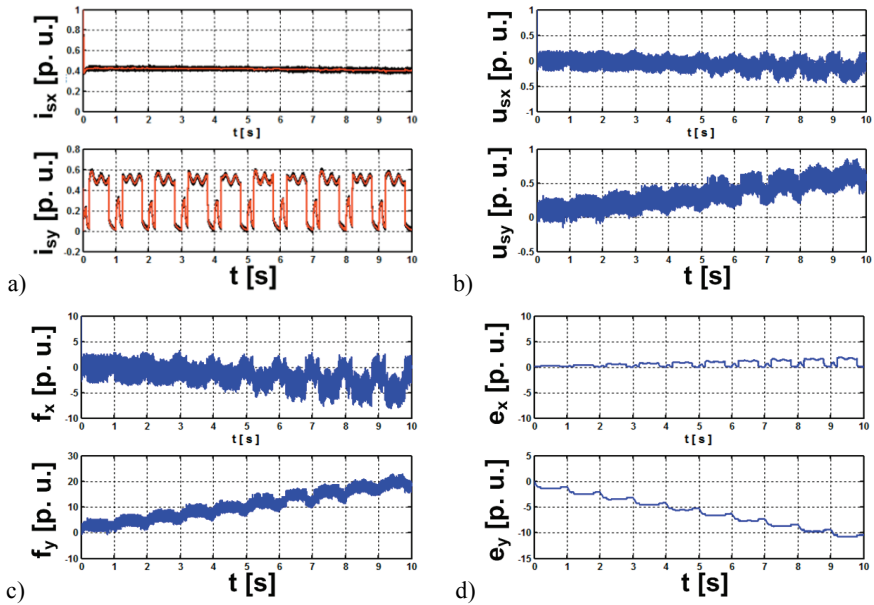 1
0.8
0.6
0.4
0.2
0
i_sx [p. u.]
0 1 2 3 4 5 6 7 8 9 10
t [ s ]
0.8
0.6
0.4
0.2
0
-0.2
i_sy [p. u.]
0 1 2 3 4 5 6 7 8 9 10
t [s]
a)
1
0.5
0
-0.5
-1
u_sx [p. u.]
0 1 2 3 4 5 6 7 8 9 10
t [ s ]
1
0.5
0
-0.5
u_sy [p. u.]
0 1 2 3 4 5 6 7 8 9 10
t [s]
b)
10
5
0
-5
-10
f_x [p. u.]
0 1 2 3 4 5 6 7 8 9 10
t [ s ]
30
20
10
0
-10
f_y [p. u.]
0 1 2 3 4 5 6 7 8 9 10
t [s]
c)
10
5
0
-5
-10
e_x [p. u.]
0 1 2 3 4 5 6 7 8 9 10
t [ s ]
5
0
-5
-10
-15
e_y [p. u.]
0 1 2 3 4 5 6 7 8 9 10
t [s]
d)